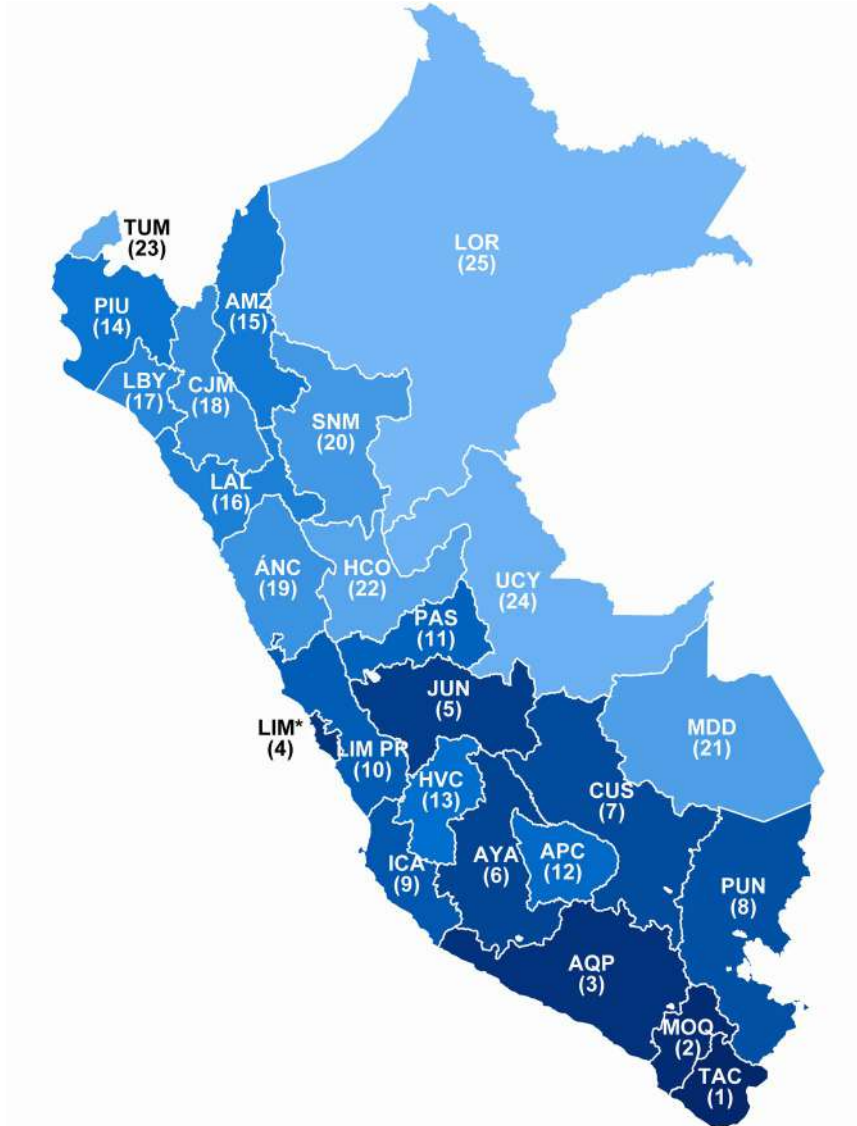 TUM
(23)
LOR
(25)
PIU
(14)
AMZ
(15)
LBY
(17)
CJM
(18)
SNM
(20)
LAL
(16)
ÁNC
(19)
HCO
(22)
UCY
(24)
PAS
(11)
JUN
(5)
LIM*
(4)
LIM PR
(10)
MDD
(21)
HVC
(13)
CUS
(7)
ICA
(9)
AYA
(6)
APC
(12)
PUN
(8)
AQP
(3)
MOQ
(2)
TAC
(1)